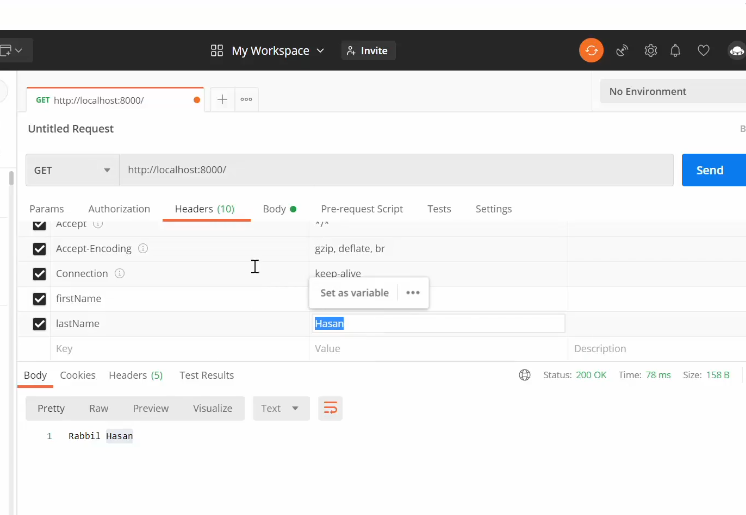 My Workspace Invite
GET http://localhost:8000/ No Environment
Untitled Request
GET http://localhost:8000/ Send
Params Authorization Headers (10) Body Pre-request Script Tests Settings
Accept */*
Accept-Encoding gzip, deflate, br
Connection keep-alive
firstName
Set as variable
lastName Hasan
Key Value Description
Body Cookies Headers (5) Test Results Status: 200 OK Time: 78 ms Size: 158 B
Pretty Raw Preview Visualize Text
1 Rabbil Hasan